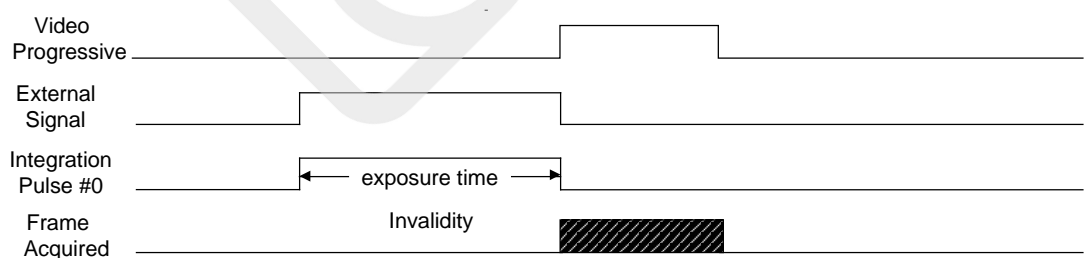 Video
Progressive
External
Signal
Integration
Pulse #0
exposure time
Frame
Acquired
Invalidity